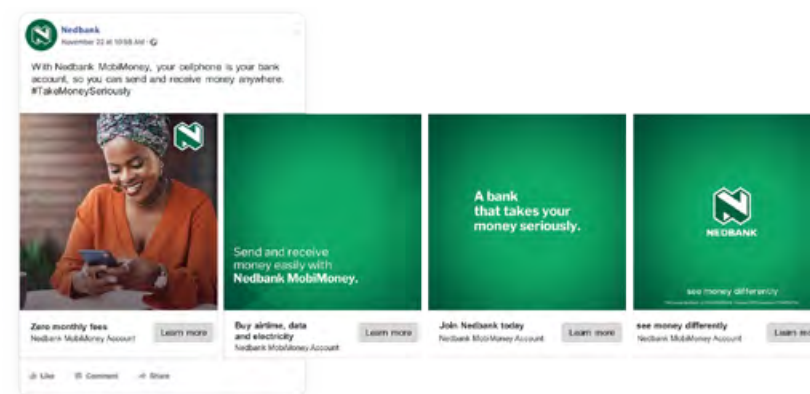 Nedbank
November 22 at 10:55 AM
With Nedbank MobiMoney, your cellphone is your bank
account, so you can send and receive money anywhere.
#TakeMoneySeriously
Send and receive
money easily with
Nedbank MobiMoney.
A bank
that takes your
money seriously.
NEDBANK
see money differently
Zero monthly fees
Nedbank MobiMoney Account
Learn more
Buy airtime, data
and electricity
Nedbank MobiMoney Account
Learn more
Join Nedbank today
Nedbank MobiMoney Account
Learn more
see money differently
Nedbank MobiMoney Account
Learn m
Like
Comment
Share